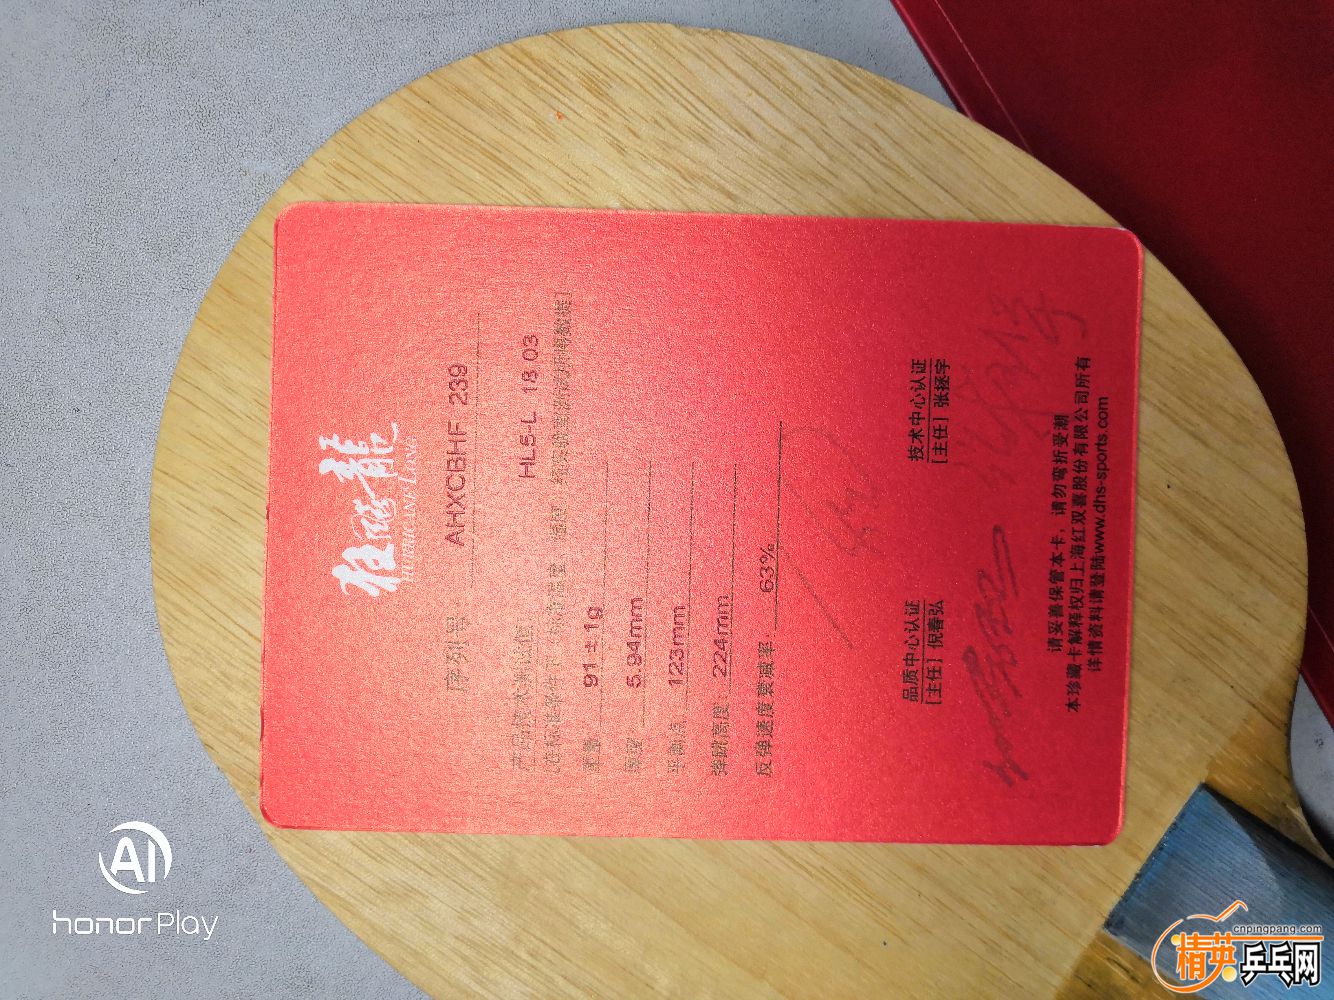 狂飚龍
HURRICANE LONG
序列号: AHXCBHF 239
产品技术测试值: HL5-L 18 03
重量: 91±1g
厚度: 5.94mm
平衡点: 123mm
弹跳高度: 224mm
反弹速度衰减率: 63%
品质中心认证 技术中心认证
[主任] 倪春弘 [主任] 张拯宇
请妥善保管本卡，请勿弯折受潮
本珍藏卡解释权归上海红双喜股份有限公司所有
详情资料请登陆www.dhs-sports.com
AI
honor Play
cnpingpang.com
精英乒乓网